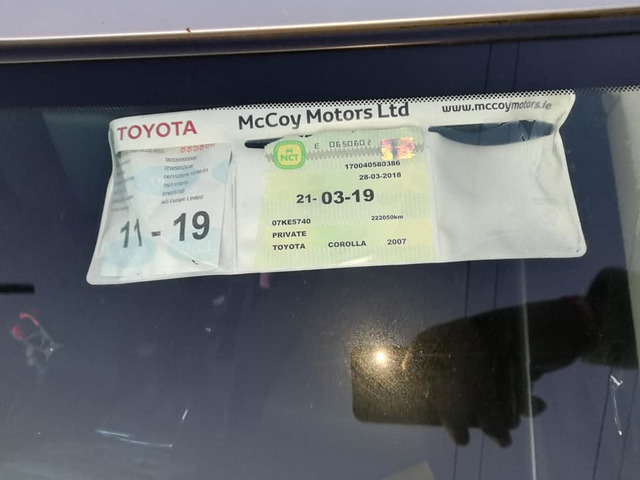 TOYOTA
McCoy Motors Ltd
www.mccoymotors.ie
11 - 19
E 0650602
NCT
170040580386
28-03-2018
21- 03-19
07KE5740
222050km
PRIVATE
TOYOTA COROLLA 2007